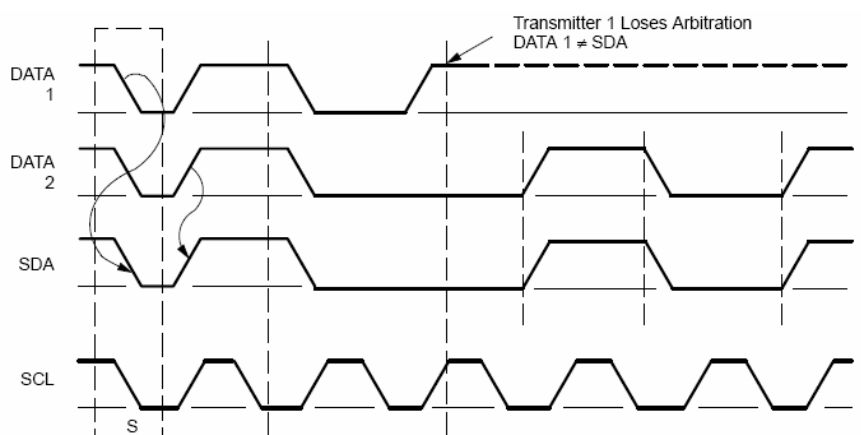 Transmitter 1 Loses Arbitration
DATA 1 ≠ SDA
DATA
1
DATA
2
SDA
SCL
S